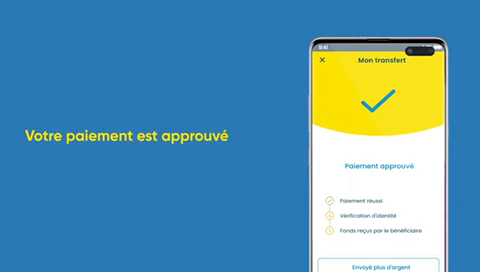 Votre paiement est approuvé
9:41
Mon transfert
Paiement approuvé
Paiement réussi
Vérification d'identité
Fonds reçus par le bénéficiaire
Envoyé plus d'argent